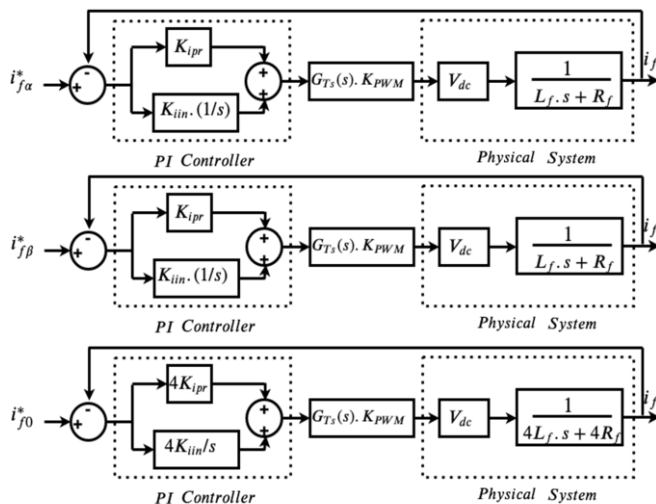 -
i*fα
+
Kipr
Kiin.(1/s)
+
+
GTs(s).KPWM
Vdc
1
Lf.s + Rf
if
PI Controller
Physical System
-
i*fβ
+
Kipr
Kiin.(1/s)
+
+
GTs(s).KPWM
Vdc
1
Lf.s + Rf
if
PI Controller
Physical System
-
i*f0
+
4Kipr
4Kiin/s
+
+
GTs(s).KPWM
Vdc
1
4Lf.s + 4Rf
if
PI Controller
Physical System